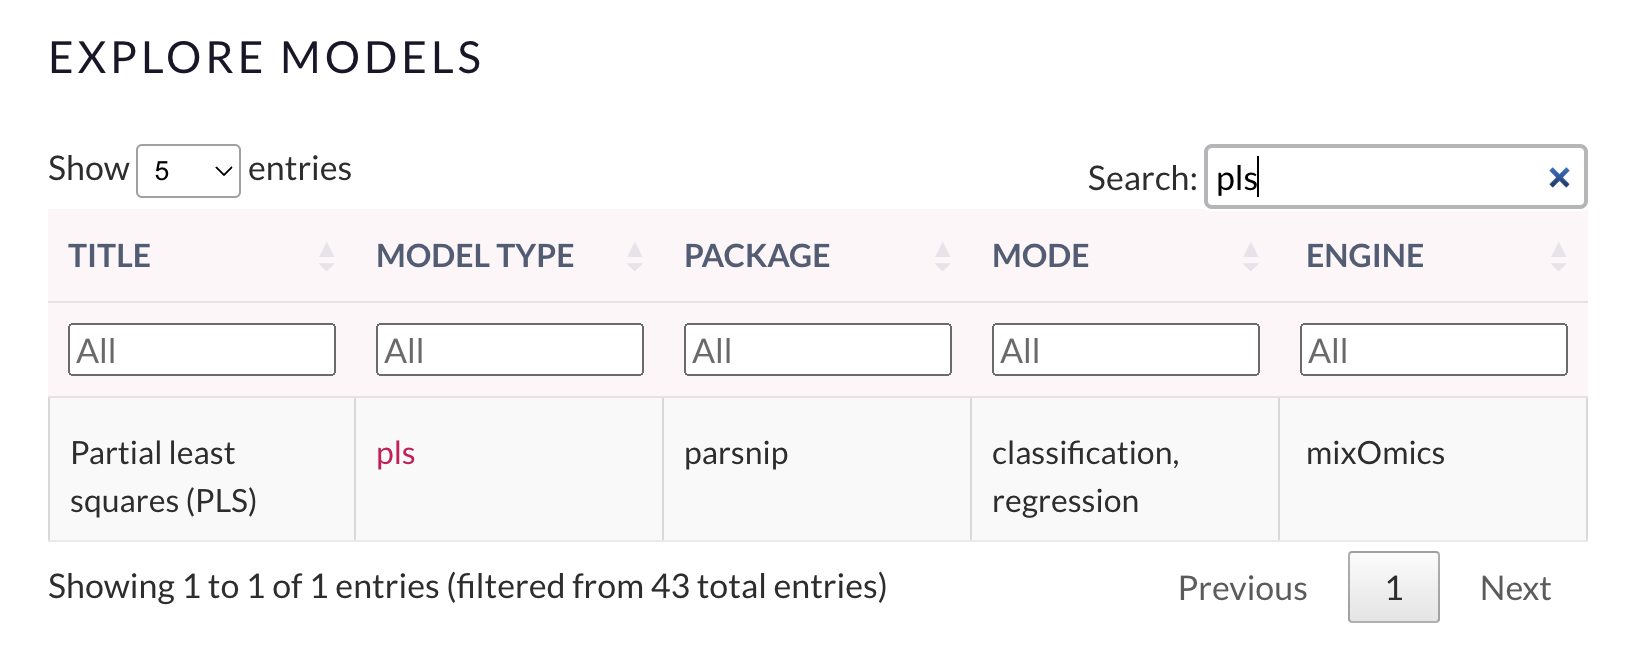 EXPLORE MODELS
Show 5 entries
Search: pls
TITLE MODEL TYPE PACKAGE MODE ENGINE
All All All All All
Partial least pls parsnip classification, mixOmics
squares (PLS) regression
Showing 1 to 1 of 1 entries (filtered from 43 total entries)
Previous 1 Next